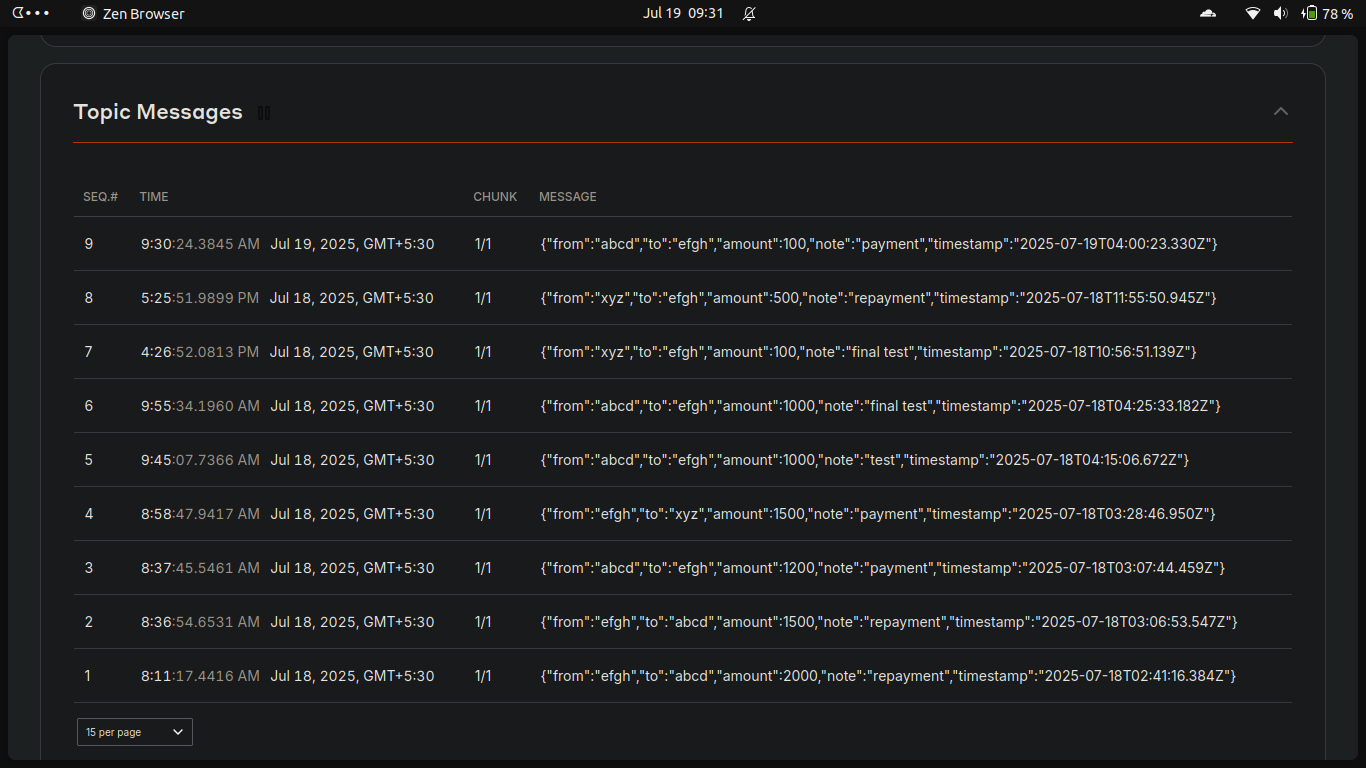 Zen Browser Jul 19 09:31 78 %
Topic Messages
SEQ.# TIME CHUNK MESSAGE
9 9:30:24.3845 AM Jul 19, 2025, GMT+5:30 1/1 {"from":"abcd","to":"efgh","amount":100,"note":"payment","timestamp":"2025-07-19T04:00:23.330Z"}
8 5:25:51.9899 PM Jul 18, 2025, GMT+5:30 1/1 {"from":"xyz","to":"efgh","amount":500,"note":"repayment","timestamp":"2025-07-18T11:55:50.945Z"}
7 4:26:52.0813 PM Jul 18, 2025, GMT+5:30 1/1 {"from":"xyz","to":"efgh","amount":100,"note":"final test","timestamp":"2025-07-18T10:56:51.139Z"}
6 9:55:34.1960 AM Jul 18, 2025, GMT+5:30 1/1 {"from":"abcd","to":"efgh","amount":1000,"note":"final test","timestamp":"2025-07-18T04:25:33.182Z"}
5 9:45:07.7366 AM Jul 18, 2025, GMT+5:30 1/1 {"from":"abcd","to":"efgh","amount":1000,"note":"test","timestamp":"2025-07-18T04:15:06.672Z"}
4 8:58:47.9417 AM Jul 18, 2025, GMT+5:30 1/1 {"from":"efgh","to":"xyz","amount":1500,"note":"payment","timestamp":"2025-07-18T03:28:46.950Z"}
3 8:37:45.5461 AM Jul 18, 2025, GMT+5:30 1/1 {"from":"abcd","to":"efgh","amount":1200,"note":"payment","timestamp":"2025-07-18T03:07:44.459Z"}
2 8:36:54.6531 AM Jul 18, 2025, GMT+5:30 1/1 {"from":"efgh","to":"abcd","amount":1500,"note":"repayment","timestamp":"2025-07-18T03:06:53.547Z"}
1 8:11:17.4416 AM Jul 18, 2025, GMT+5:30 1/1 {"from":"efgh","to":"abcd","amount":2000,"note":"repayment","timestamp":"2025-07-18T02:41:16.384Z"}
15 per page